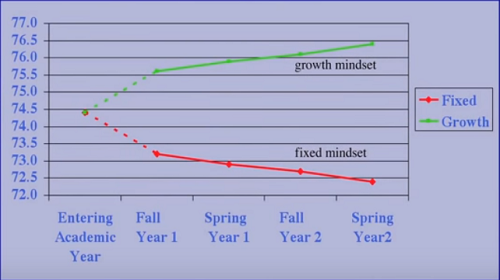 77.0
76.5
76.0
75.5
75.0
74.5
74.0
73.5
73.0
72.5
72.0
growth mindset
fixed mindset
Fixed
Growth
Entering
Academic
Year
Fall
Year 1
Spring
Year 1
Fall
Year 2
Spring
Year2